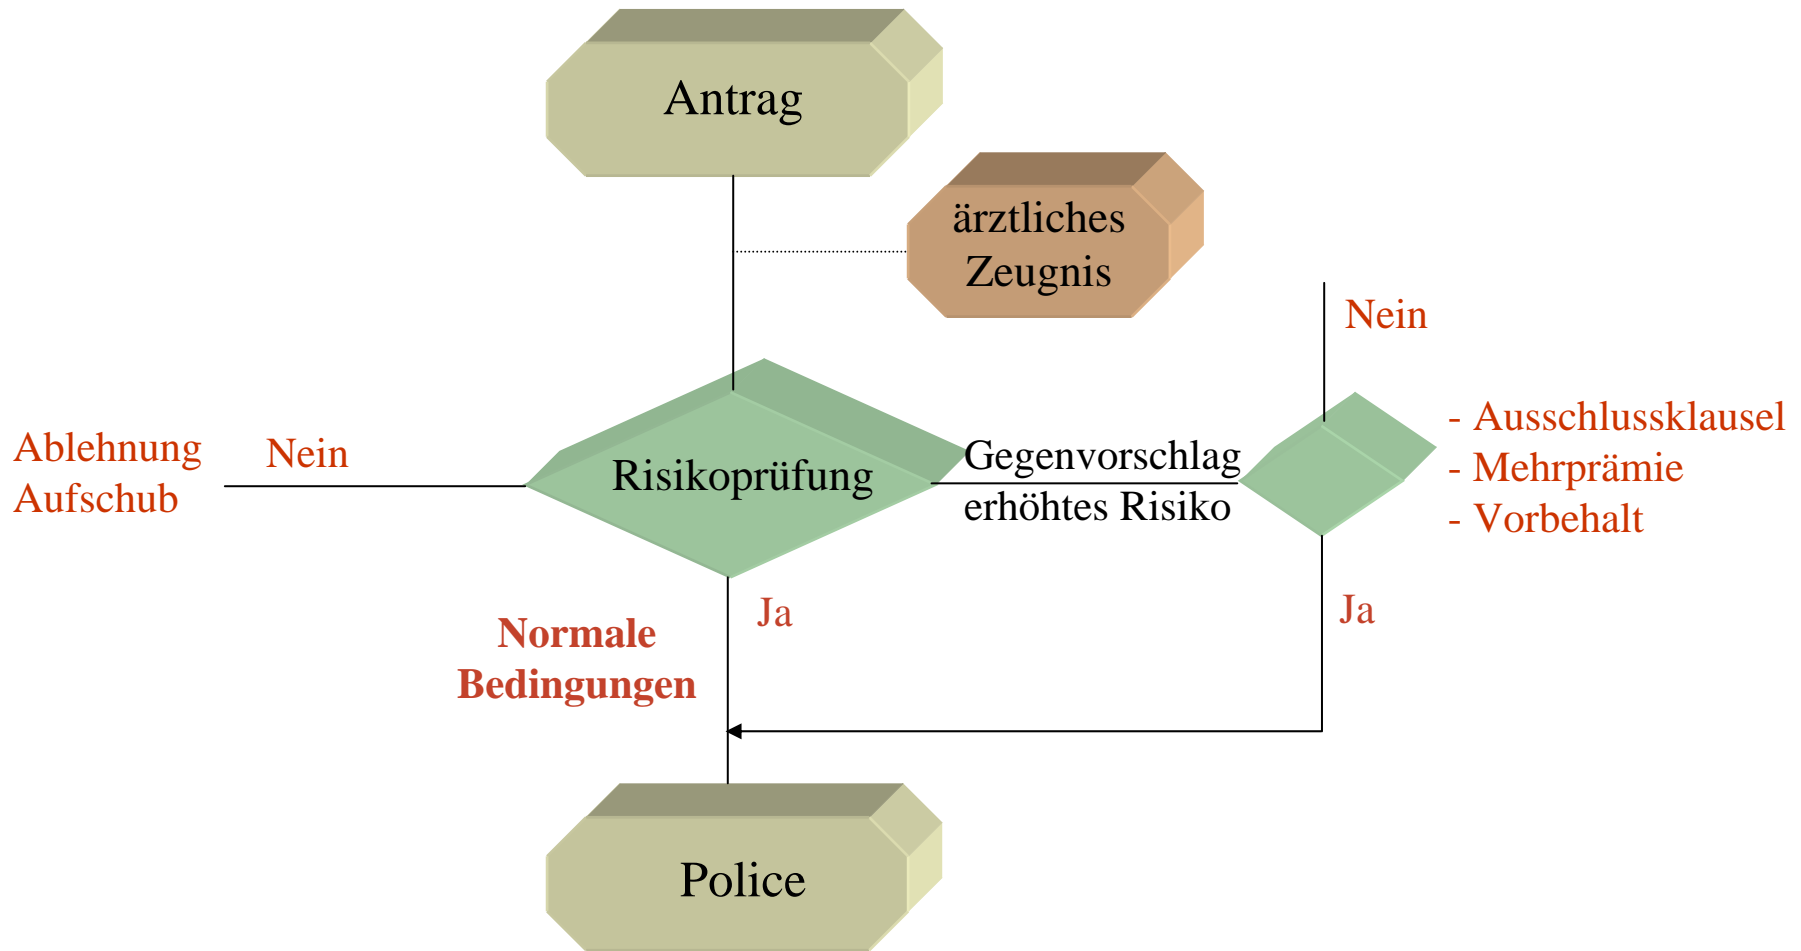 Antrag
ärztliches
Zeugnis
Nein
Ablehnung
Aufschub
Nein
Risikoprüfung
Gegenvorschlag
erhöhtes Risiko
- Ausschlussklausel
- Mehrprämie
- Vorbehalt
Ja
Normale
Bedingungen
Ja
Police